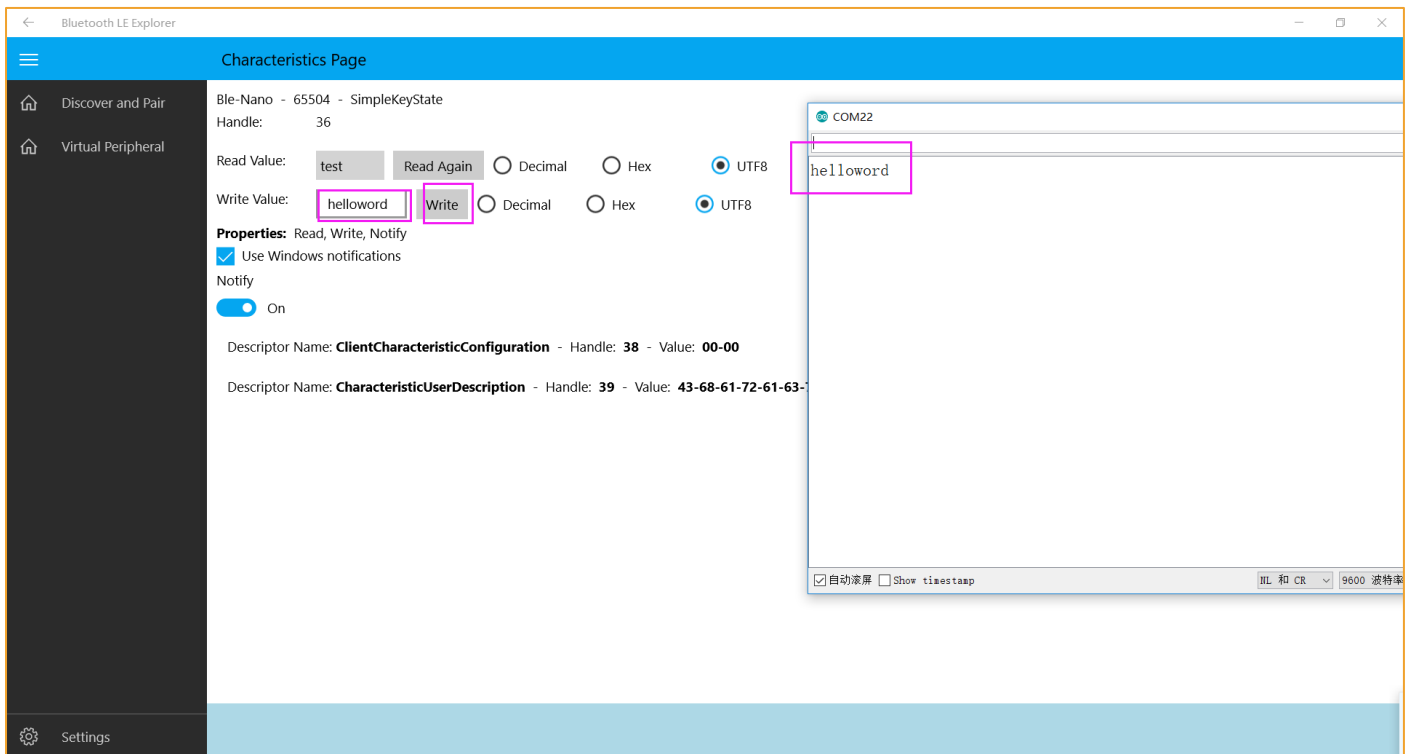 Bluetooth LE Explorer
Characteristics Page
Discover and Pair
Virtual Peripheral
Settings
Ble-Nano - 65504 - SimpleKeyState
Handle: 36
Read Value: test Read Again Decimal Hex UTF8
Write Value: helloword Write Decimal Hex UTF8
Properties: Read, Write, Notify
Use Windows notifications
Notify
On
Descriptor Name: ClientCharacteristicConfiguration - Handle: 38 - Value: 00-00
Descriptor Name: CharacteristicUserDescription - Handle: 39 - Value: 43-68-61-72-61-63-
COM22
helloword
自动滚屏 Show timestamp NL 和 CR 9600 波特率